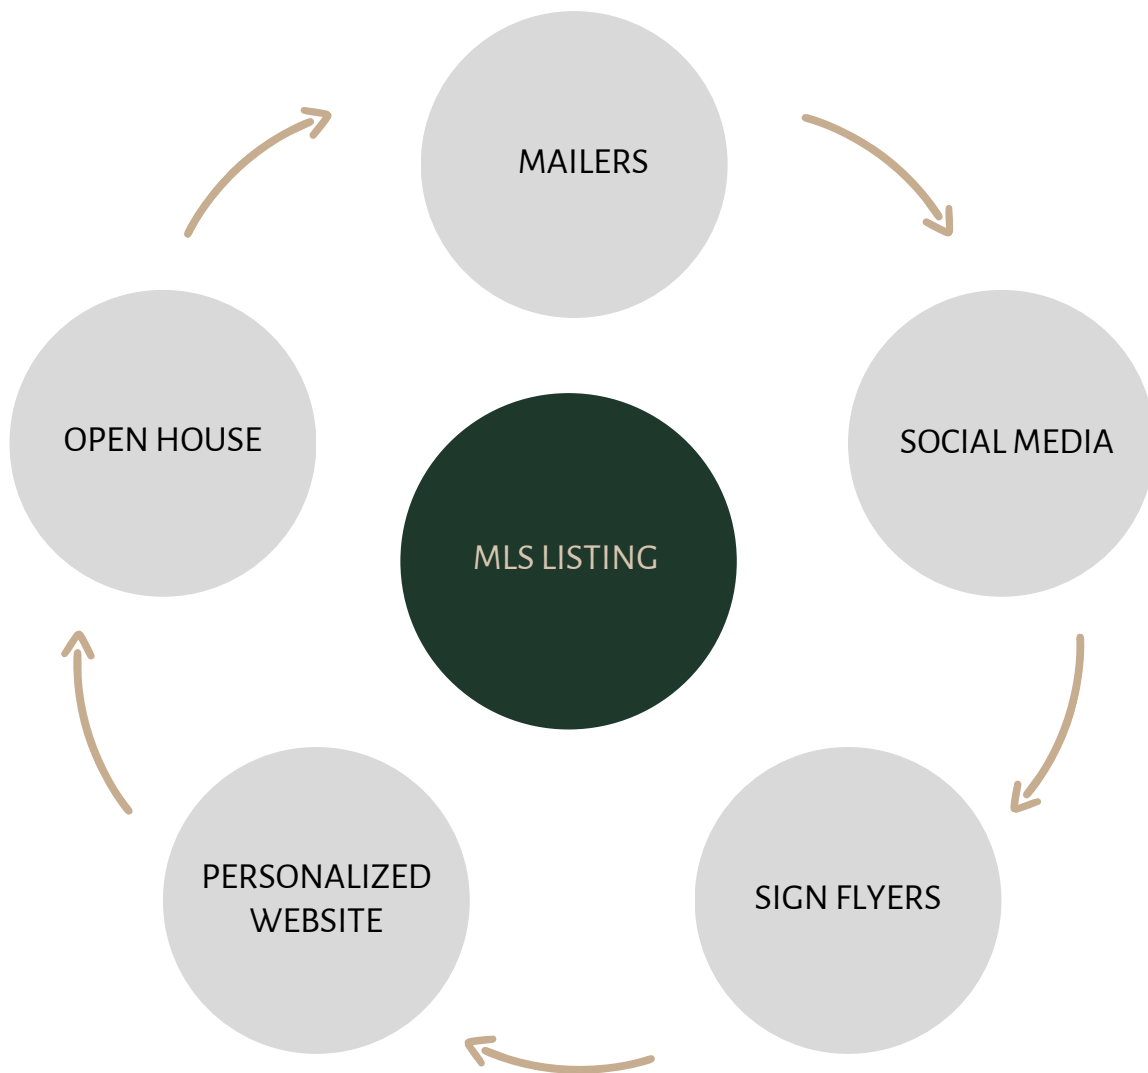 MAILERS
SOCIAL MEDIA
SIGN FLYERS
PERSONALIZED
WEBSITE
OPEN HOUSE
MLS LISTING